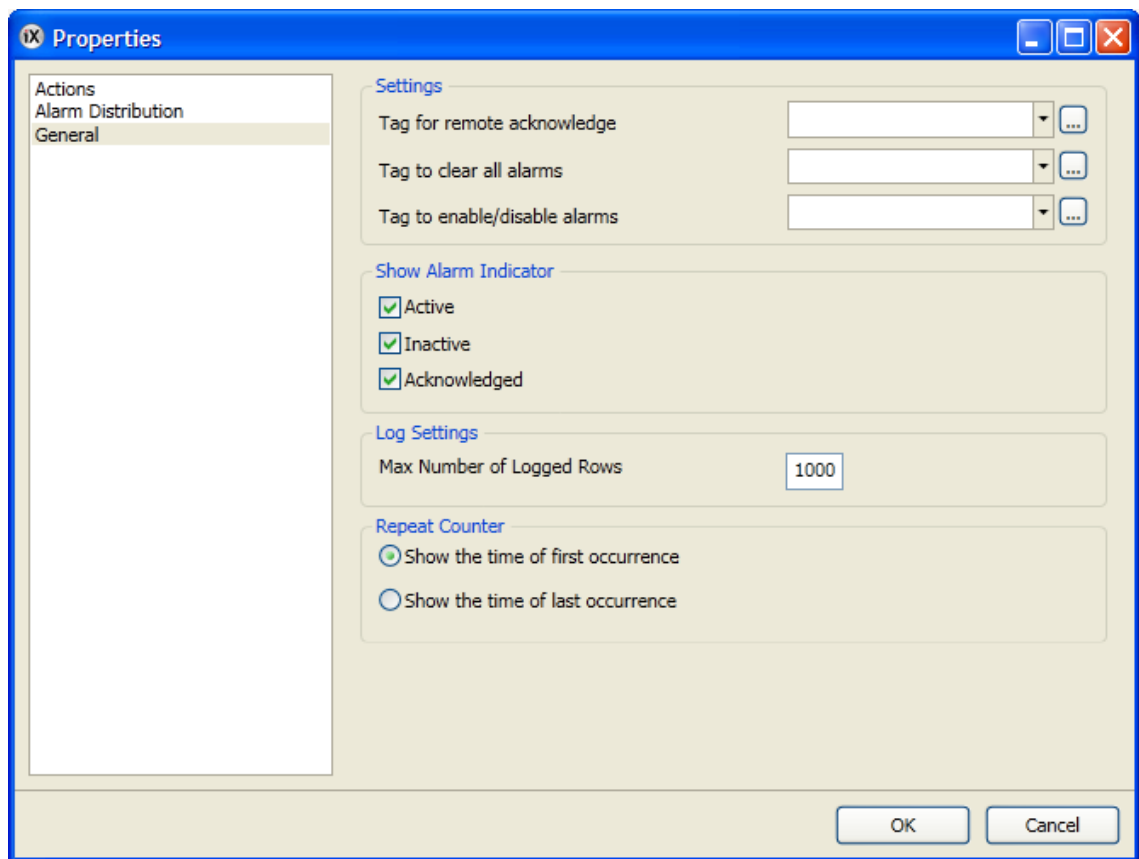 iX Properties
Actions
Alarm Distribution
General
Settings
Tag for remote acknowledge
...
Tag to clear all alarms
...
Tag to enable/disable alarms
...
Show Alarm Indicator
Active
Inactive
Acknowledged
Log Settings
Max Number of Logged Rows 1000
Repeat Counter
Show the time of first occurrence
Show the time of last occurrence
OK Cancel